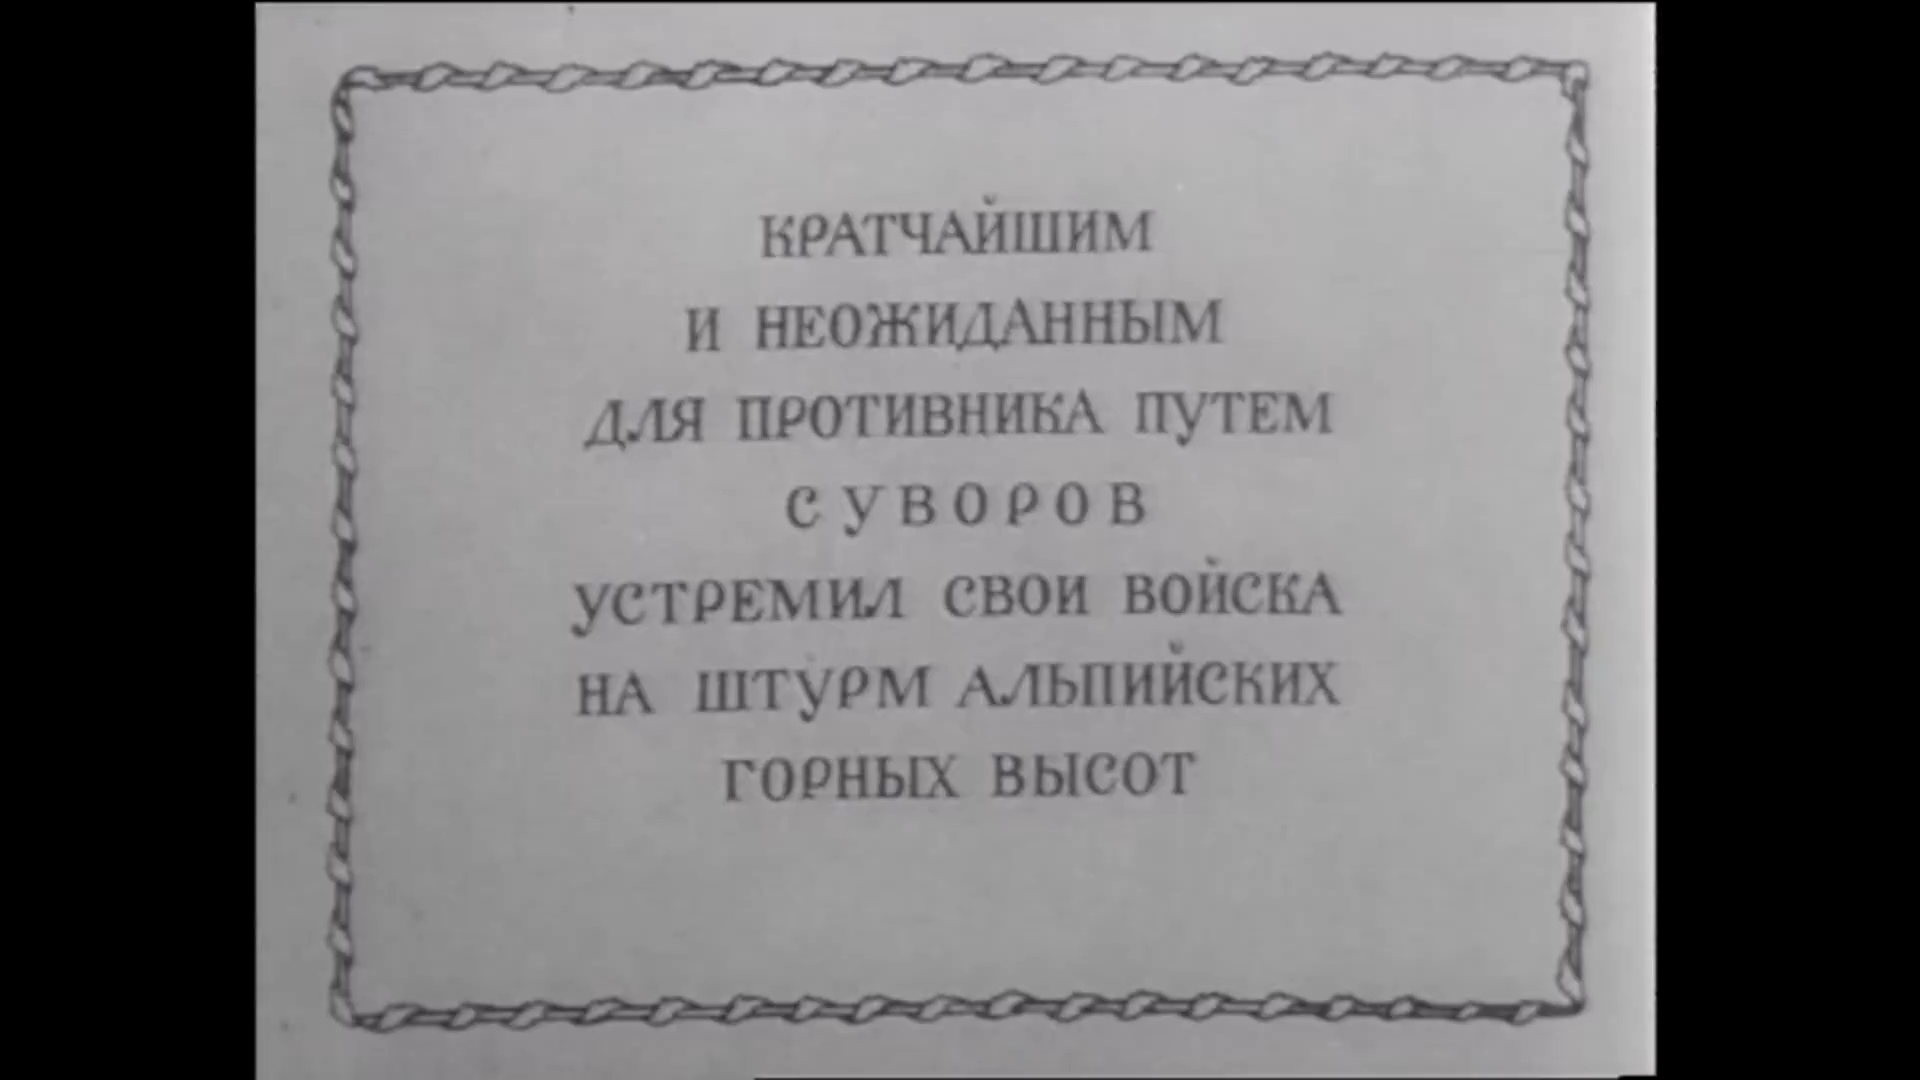 КРАТЧАЙШИМ
И НЕОЖИДАННЫМ
ДЛЯ ПРОТИВНИКА ПУТЕМ
СУВОРОВ
УСТРЕМИЛ СВОИ ВОЙСКА
НА ШТУРМ АЛЬПИЙСКИХ
ГОРНЫХ ВЫСОТ